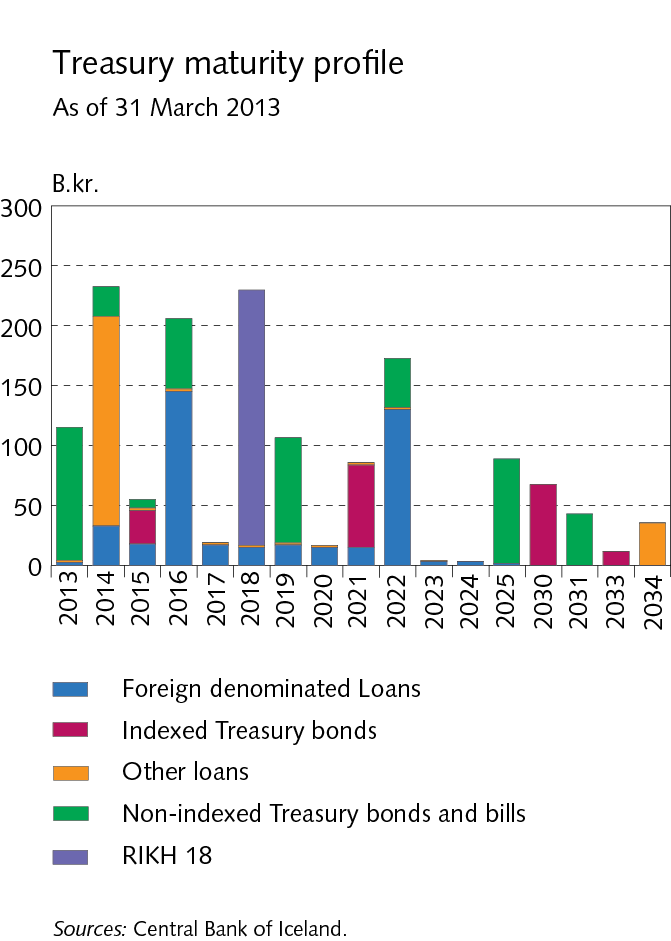 Treasury maturity profile
As of 31 March 2013
B.kr.
300
250
200
150
100
50
0
2013
2014
2015
2016
2017
2018
2019
2020
2021
2022
2023
2024
2025
2030
2031
2033
2034
Foreign denominated Loans
Indexed Treasury bonds
Other loans
Non-indexed Treasury bonds and bills
RIKH 18
Sources: Central Bank of Iceland.